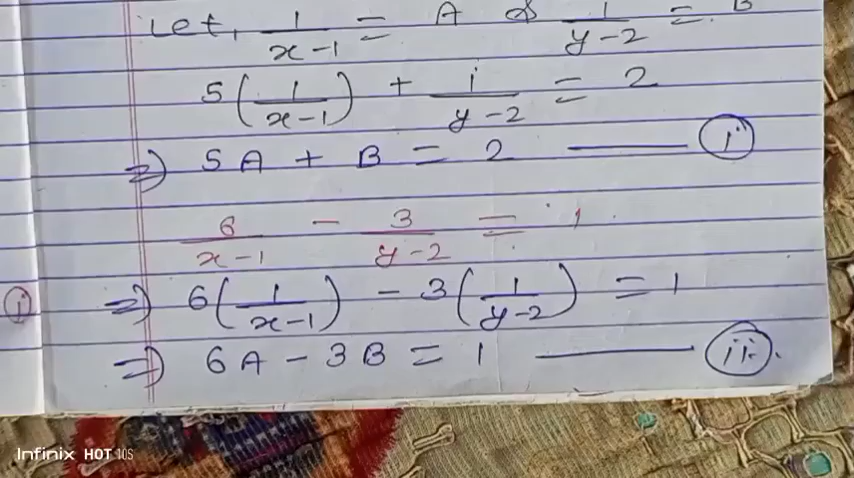 Let, 1/(x-1) = A & 1/(y-2) = B
5(1/(x-1)) + 1/(y-2) = 2
=> 5A + B = 2 —— (i)
6/(x-1) - 3/(y-2) = 1
(i) => 6(1/(x-1)) - 3(1/(y-2)) = 1
=> 6A - 3B = 1 —— (ii).
Infinix HOT 10S